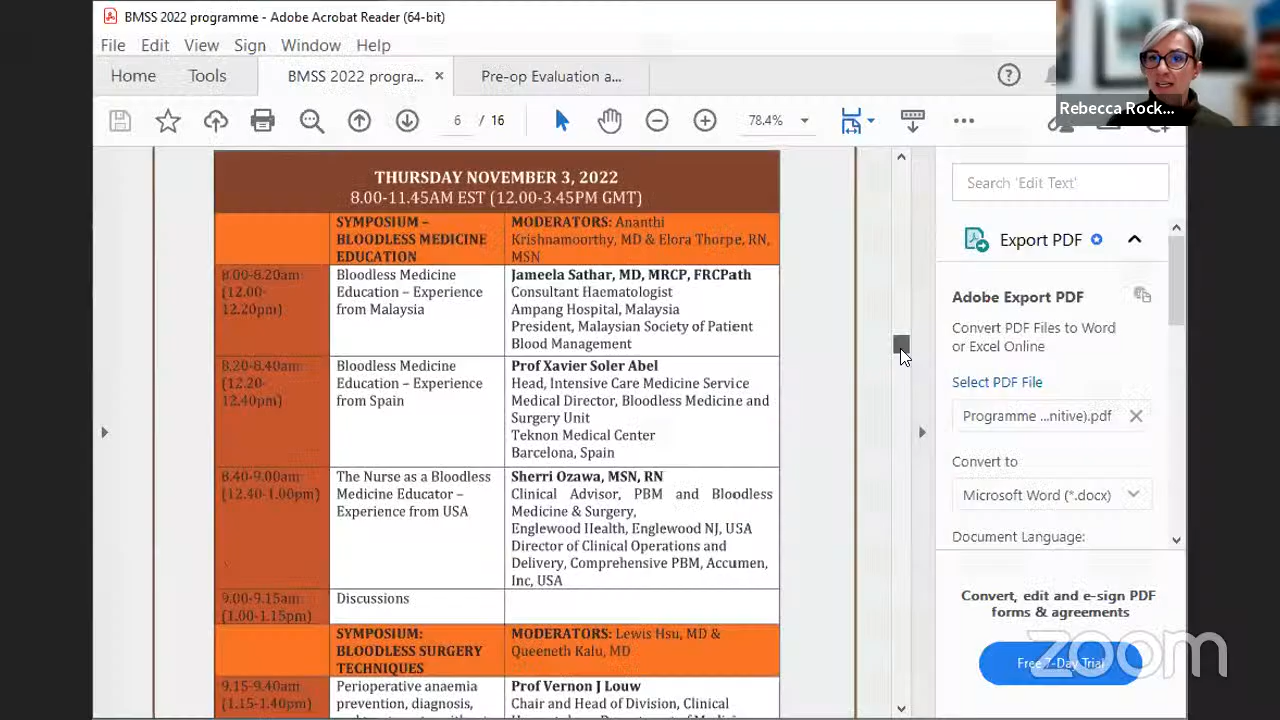 BMSS 2022 programme - Adobe Acrobat Reader (64-bit)
File Edit View Sign Window Help
Home Tools BMSS 2022 progra... × Pre-op Evaluation a...
Rebecca Rock...
6 / 16 78.4%
THURSDAY NOVEMBER 3, 2022
8.00-11.45AM EST (12.00-3.45PM GMT)
SYMPOSIUM –
BLOODLESS MEDICINE
EDUCATION
MODERATORS: Ananthi
Krishnamoorthy, MD & Elora Thorpe, RN,
MSN
8.00-8.20am
(12.00-
12.20pm)
Bloodless Medicine
Education – Experience
from Malaysia
Jameela Sathar, MD, MRCP, FRCPath
Consultant Haematologist
Ampang Hospital, Malaysia
President, Malaysian Society of Patient
Blood Management
8.20-8.40am
(12.20-
12.40pm)
Bloodless Medicine
Education – Experience
from Spain
Prof Xavier Soler Abel
Head, Intensive Care Medicine Service
Medical Director, Bloodless Medicine and
Surgery Unit
Teknon Medical Center
Barcelona, Spain
8.40-9.00am
(12.40-1.00pm)
The Nurse as a Bloodless
Medicine Educator –
Experience from USA
Sherri Ozawa, MSN, RN
Clinical Advisor, PBM and Bloodless
Medicine & Surgery,
Englewood Health, Englewood NJ, USA
Director of Clinical Operations and
Delivery, Comprehensive PBM, Accumen,
Inc, USA
9.00-9.15am
(1.00-1.15pm)
Discussions
SYMPOSIUM:
BLOODLESS SURGERY
TECHNIQUES
MODERATORS: Lewis Hsu, MD &
Queeneth Kalu, MD
9.15-9.40am
(1.15-1.40pm)
Perioperative anaemia
prevention, diagnosis,
Prof Vernon J Louw
Chair and Head of Division, Clinical
Search 'Edit Text'
Export PDF
Adobe Export PDF
Convert PDF Files to Word
or Excel Online
Select PDF File
Programme ...nitive).pdf
Convert to
Microsoft Word (*.docx)
Document Language:
Convert, edit and e-sign PDF
forms & agreements
Free 7-Day Trial
zoom